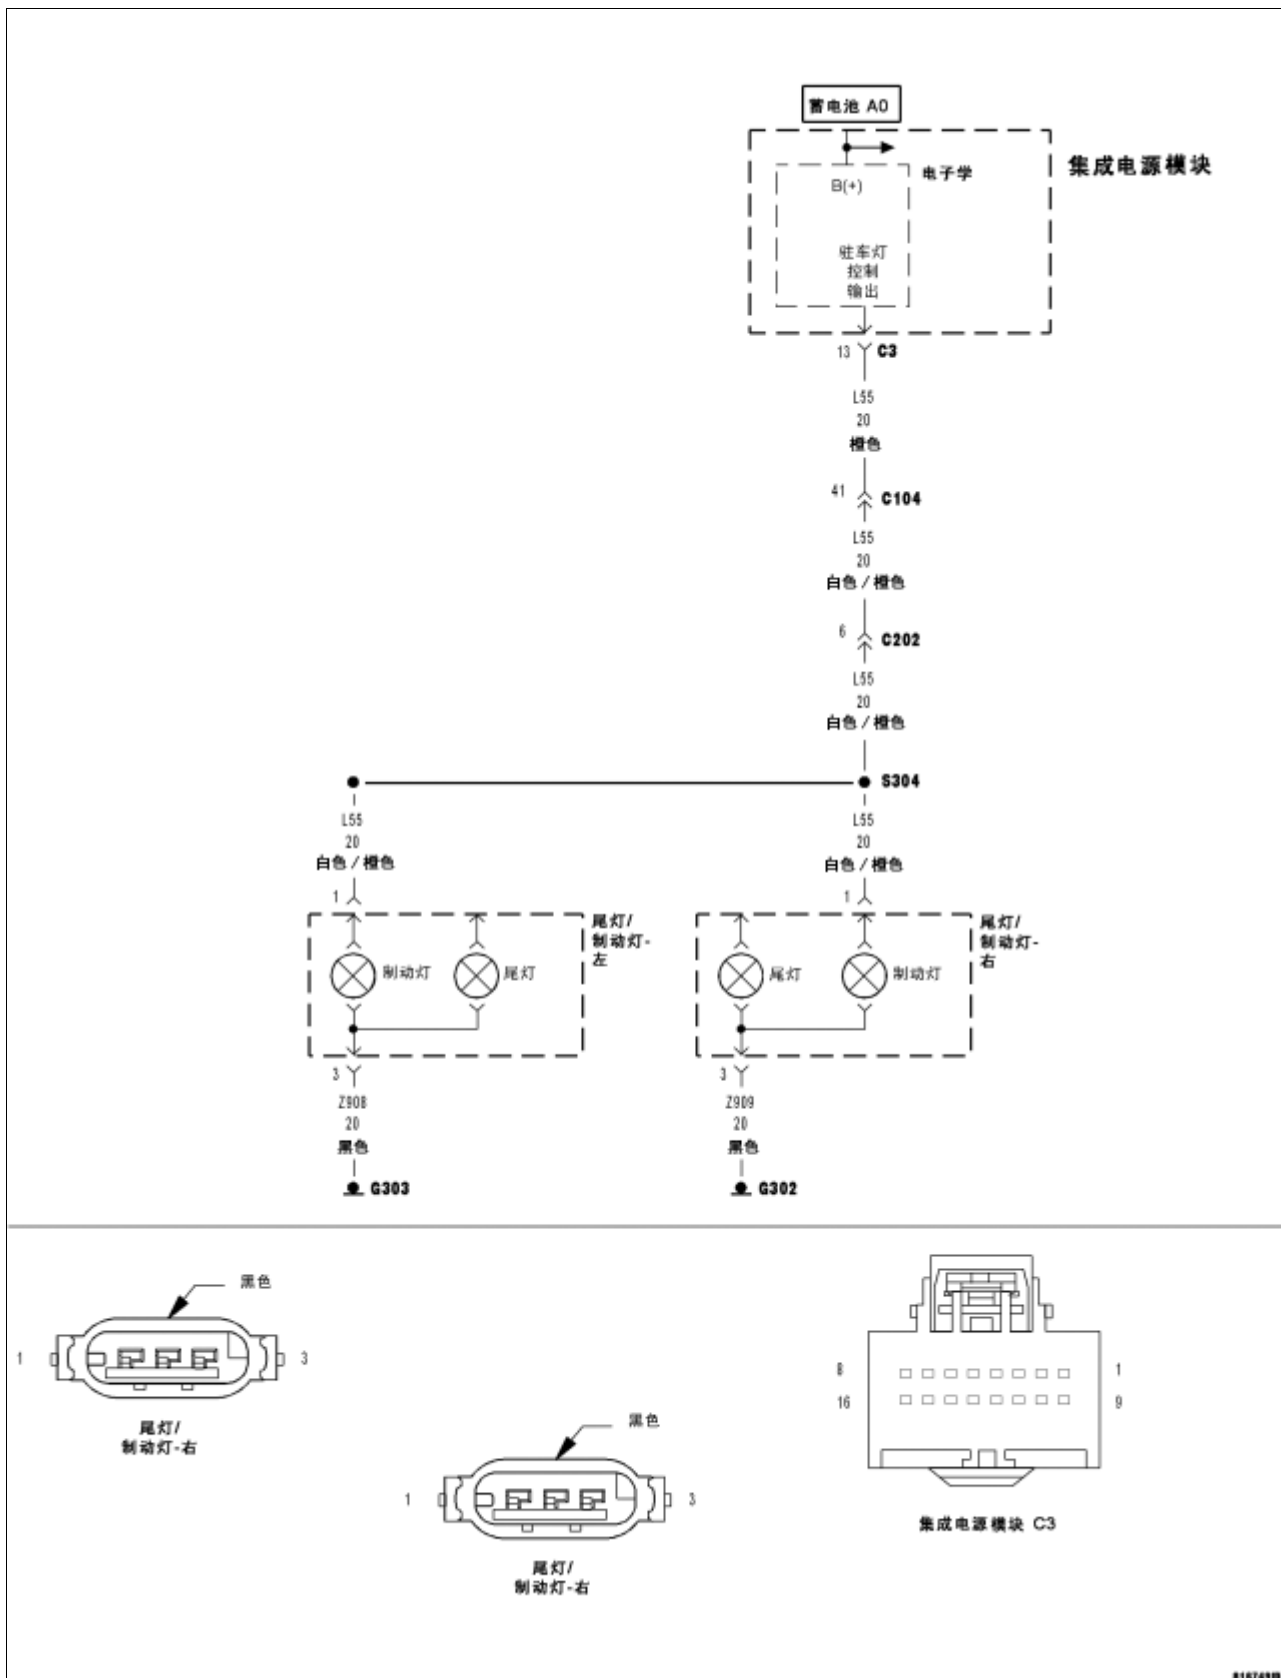 蓄电池 A0
集成电源模块
电子学
B(+)
驻车灯
控制
输出
13 C3
L55
20
橙色
41 C104
L55
20
白色 / 橙色
6 C202
L55
20
白色 / 橙色
S304
L55
20
白色 / 橙色
1
L55
20
白色 / 橙色
1
制动灯
尾灯
尾灯/
制动灯-
左
尾灯
制动灯
尾灯/
制动灯-
右
3
Z908
20
黑色
G303
3
Z909
20
黑色
G302
黑色
1
3
尾灯/
制动灯-右
黑色
1
3
尾灯/
制动灯-右
8
1
16
9
集成电源模块 C3